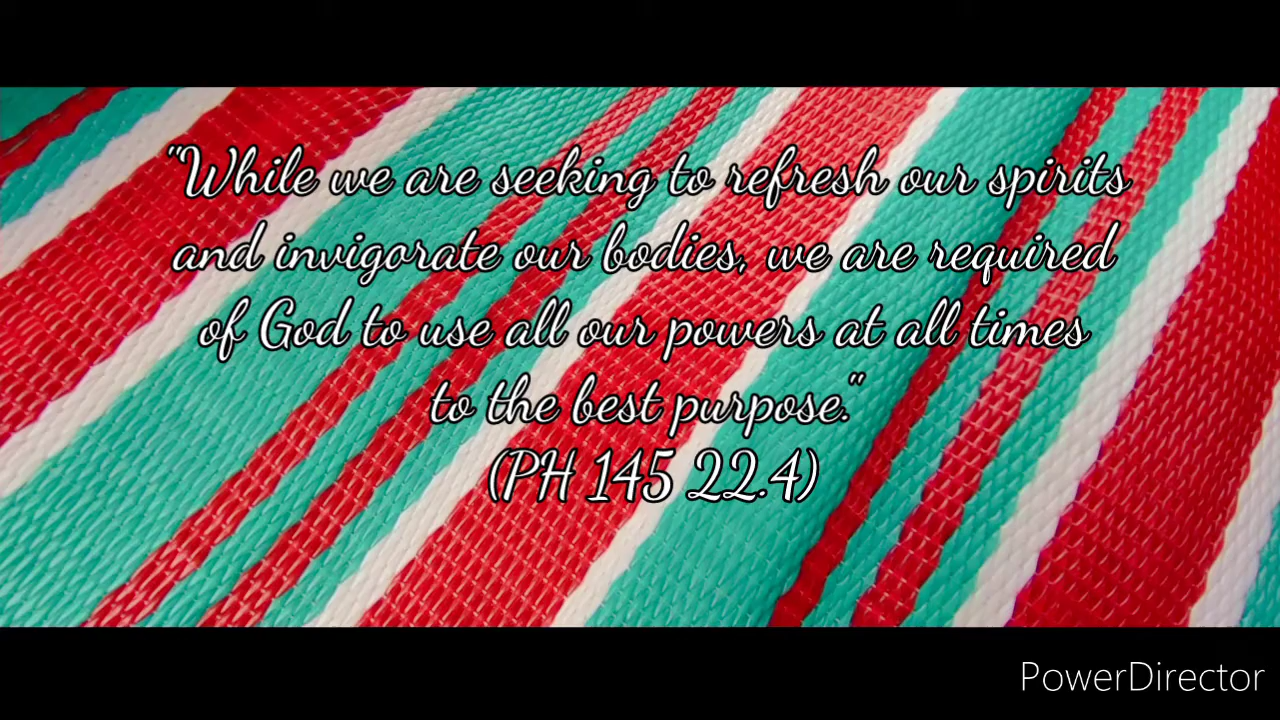 "While we are seeking to refresh our spirits
and invigorate our bodies, we are required
of God to use all our powers at all times
to the best purpose."
(PH 145 22.4)
PowerDirector